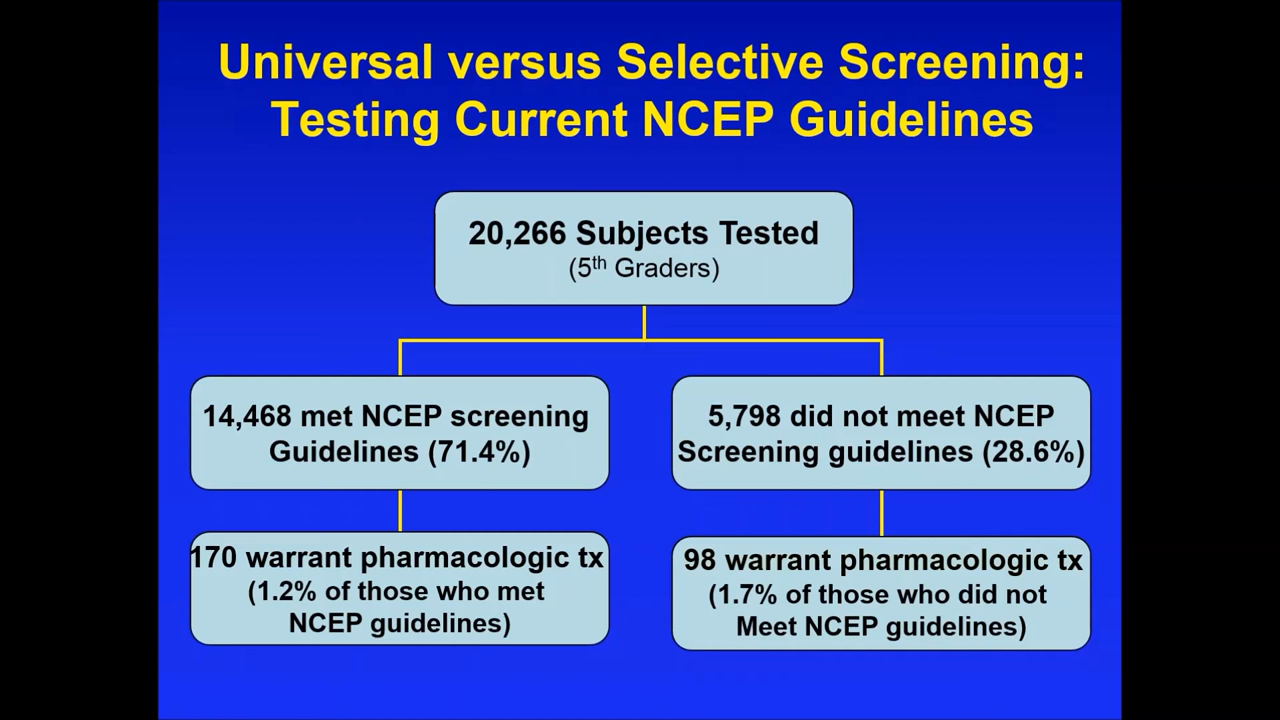 Universal versus Selective Screening:
Testing Current NCEP Guidelines
20,266 Subjects Tested
(5th Graders)
14,468 met NCEP screening
Guidelines (71.4%)
5,798 did not meet NCEP
Screening guidelines (28.6%)
170 warrant pharmacologic tx
(1.2% of those who met
NCEP guidelines)
98 warrant pharmacologic tx
(1.7% of those who did not
Meet NCEP guidelines)